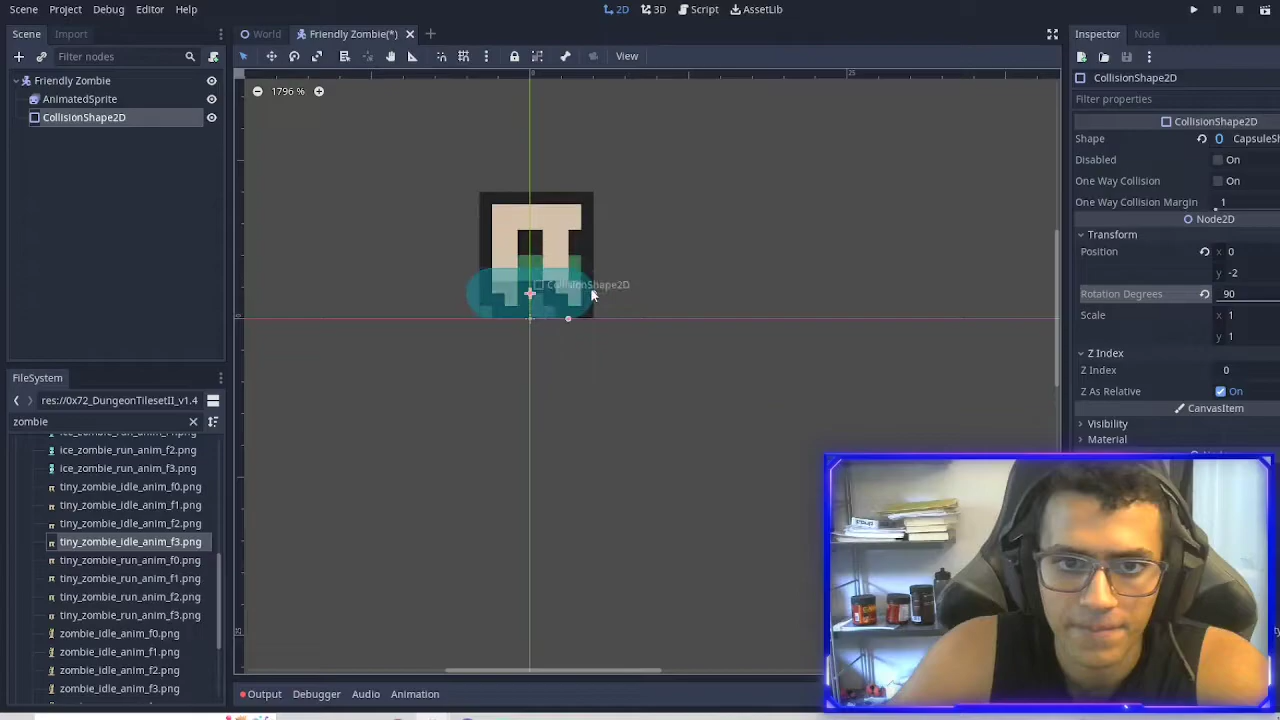 Scene Project Debug Editor Help
2D 3D Script AssetLib
Scene Import
World Friendly Zombie(*)
Inspector Node
Filter nodes
View
CollisionShape2D
Friendly Zombie
AnimatedSprite
CollisionShape2D
1796 %
0
25
Filter properties
CollisionShape2D
Shape CapsuleSh
Disabled On
One Way Collision On
One Way Collision Margin 1
Node2D
Transform
Position x 0
y -2
Rotation Degrees 90
Scale x 1
y 1
Z Index
Z Index 0
Z As Relative On
CanvasItem
Visibility
Material
CollisionShape2D
FileSystem
res://0x72_DungeonTilesetII_v1.4
zombie
ice_zombie_run_anim_f1.png
ice_zombie_run_anim_f2.png
ice_zombie_run_anim_f3.png
tiny_zombie_idle_anim_f0.png
tiny_zombie_idle_anim_f1.png
tiny_zombie_idle_anim_f2.png
tiny_zombie_idle_anim_f3.png
tiny_zombie_run_anim_f0.png
tiny_zombie_run_anim_f1.png
tiny_zombie_run_anim_f2.png
tiny_zombie_run_anim_f3.png
zombie_idle_anim_f0.png
zombie_idle_anim_f1.png
zombie_idle_anim_f2.png
zombie_idle_anim_f3.png
Output Debugger Audio Animation